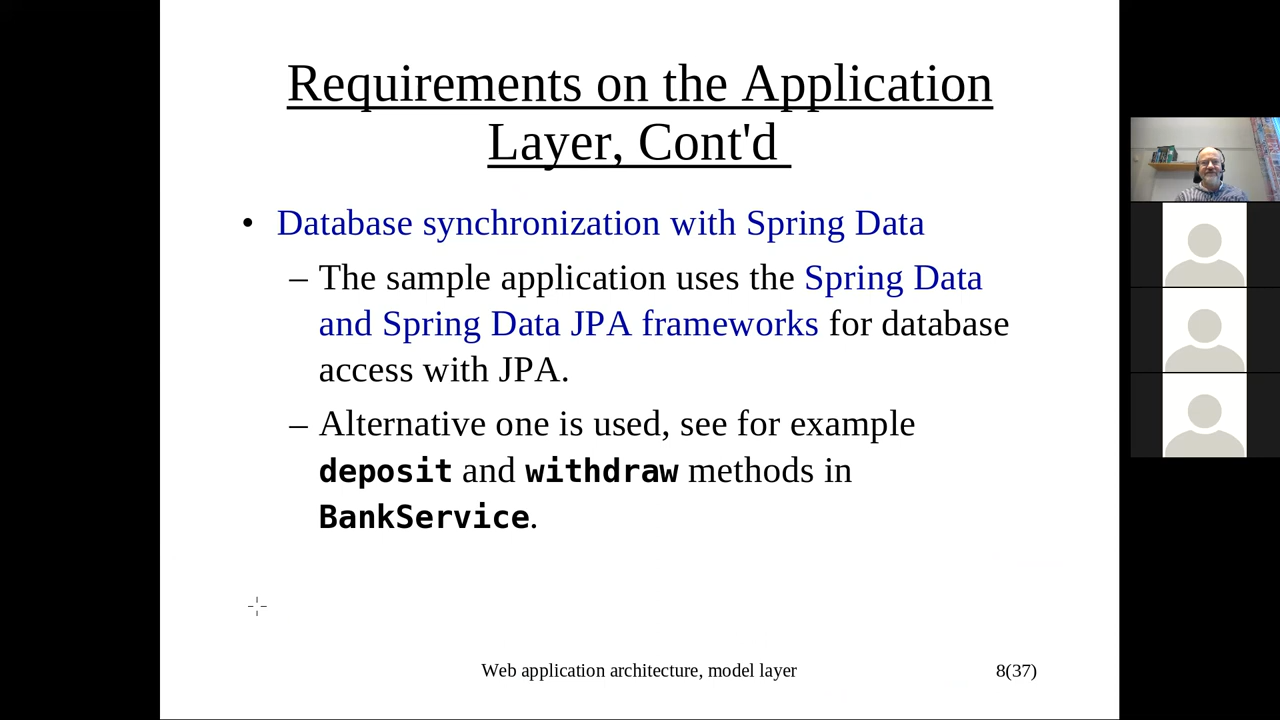 Requirements on the Application
Layer, Cont'd
• Database synchronization with Spring Data
– The sample application uses the Spring Data
and Spring Data JPA frameworks for database
access with JPA.
– Alternative one is used, see for example
deposit and withdraw methods in
BankService.
Web application architecture, model layer
8(37)